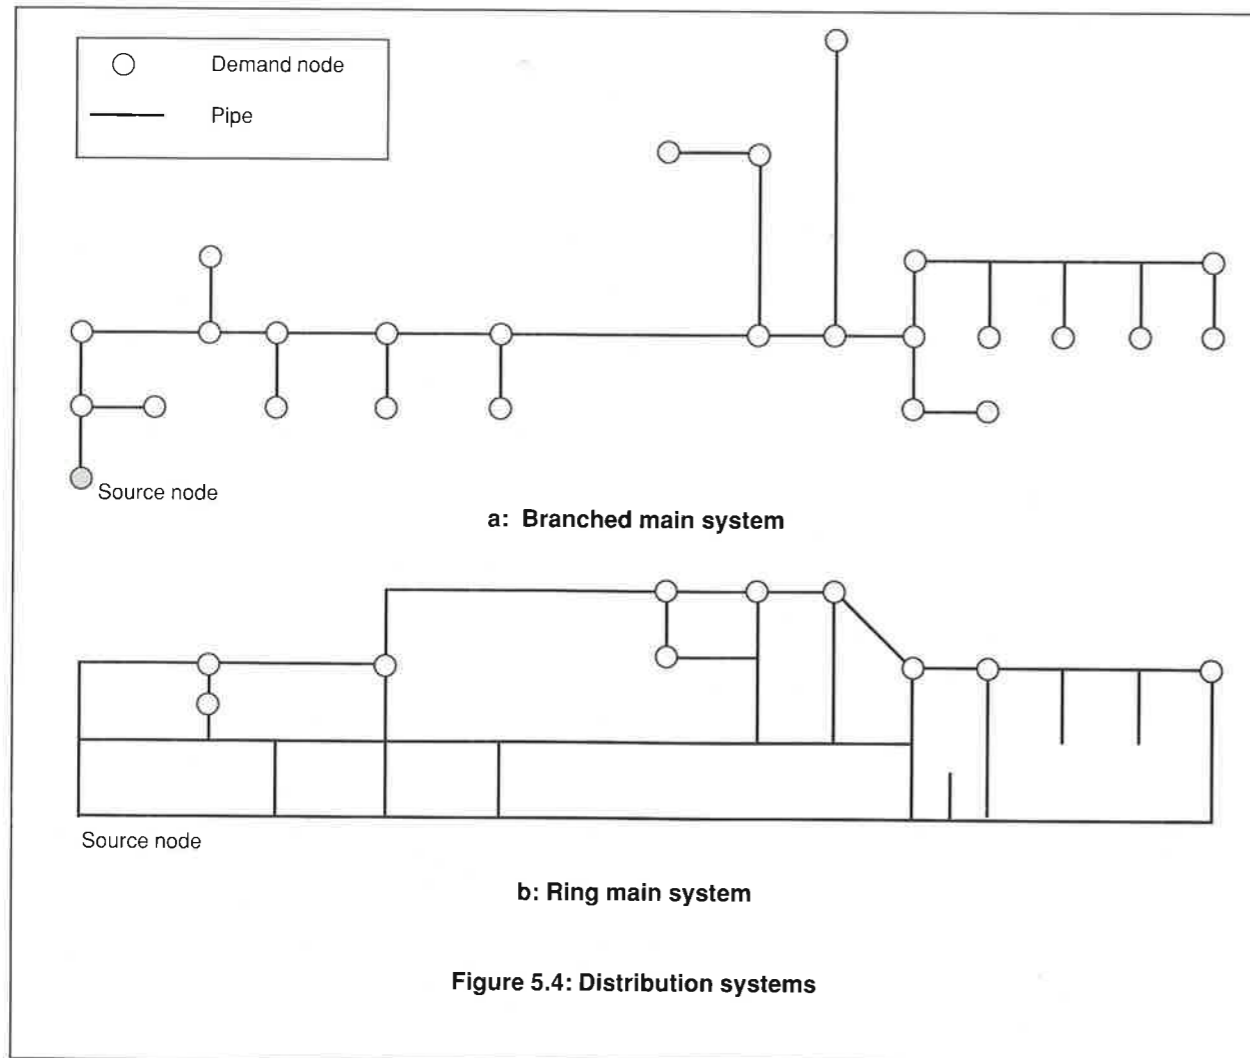 Demand node
Pipe
Source node
a: Branched main system
Source node
b: Ring main system
Figure 5.4: Distribution systems